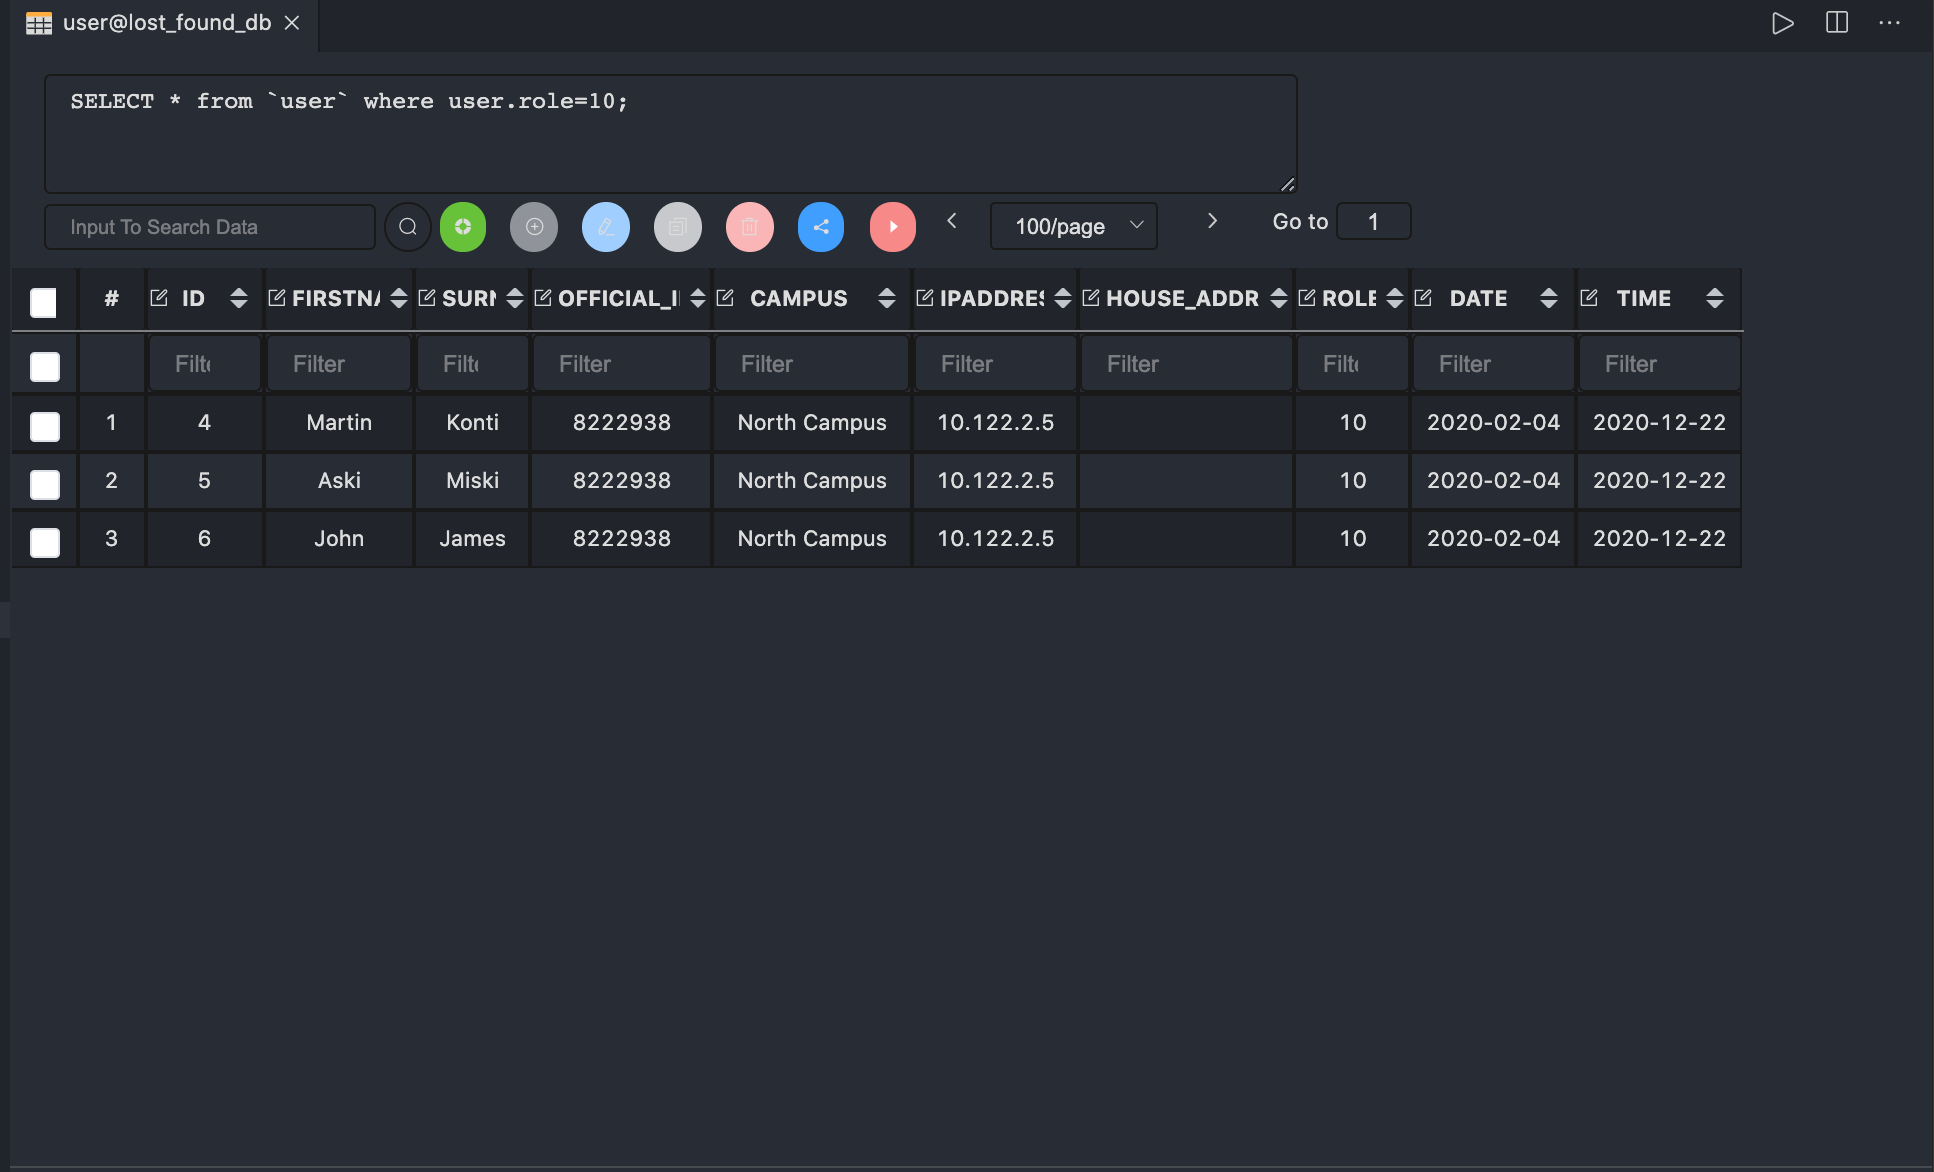 user@lost_found_db
SELECT * from `user` where user.role=10;
Input To Search Data 100/page Go to 1
# ID FIRSTNA SURN OFFICIAL_I CAMPUS IPADDRES HOUSE_ADDR ROLE DATE TIME
Filte Filter Filte Filter Filter Filter Filter Filte Filter Filter
1 4 Martin Konti 8222938 North Campus 10.122.2.5 10 2020-02-04 2020-12-22
2 5 Aski Miski 8222938 North Campus 10.122.2.5 10 2020-02-04 2020-12-22
3 6 John James 8222938 North Campus 10.122.2.5 10 2020-02-04 2020-12-22